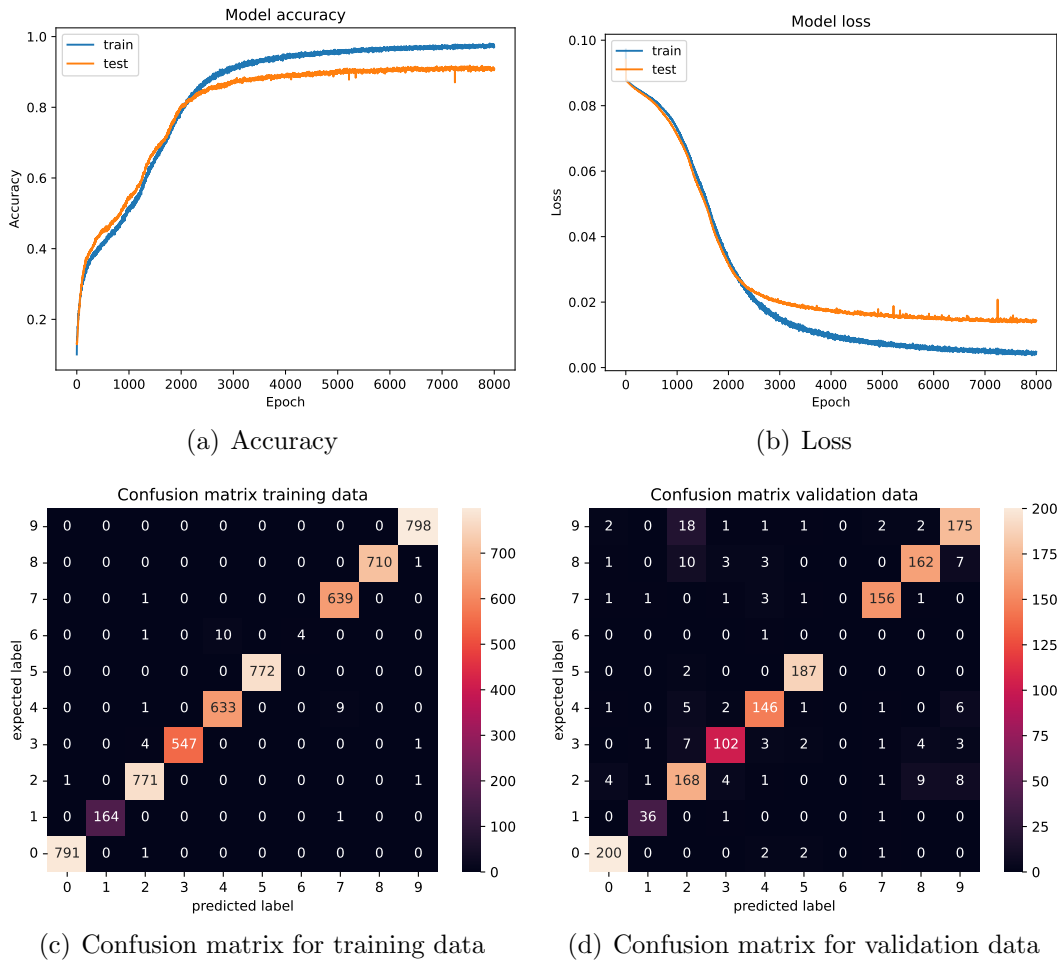 Model accuracy
train
test
1.0
0.8
0.6
0.4
0.2
Accuracy
0 1000 2000 3000 4000 5000 6000 7000 8000
Epoch
(a) Accuracy
Model loss
train
test
0.10
0.08
0.06
0.04
0.02
0.00
Loss
0 1000 2000 3000 4000 5000 6000 7000 8000
Epoch
(b) Loss
Confusion matrix training data
expected label
9 0 0 0 0 0 0 0 0 0 798
8 0 0 0 0 0 0 0 0 710 1
7 0 0 1 0 0 0 0 639 0 0
6 0 0 1 0 10 0 4 0 0 0
5 0 0 0 0 0 772 0 0 0 0
4 0 0 1 0 633 0 0 9 0 0
3 0 0 4 547 0 0 0 0 0 1
2 1 0 771 0 0 0 0 0 0 1
1 0 164 0 0 0 0 0 1 0 0
0 791 0 1 0 0 0 0 0 0 0
0 1 2 3 4 5 6 7 8 9
predicted label
700
600
500
400
300
200
100
0
(c) Confusion matrix for training data
Confusion matrix validation data
expected label
9 2 0 18 1 1 1 0 2 2 175
8 1 0 10 3 3 0 0 0 162 7
7 1 1 0 1 3 1 0 156 1 0
6 0 0 0 0 1 0 0 0 0 0
5 0 0 2 0 0 187 0 0 0 0
4 1 0 5 2 146 1 0 1 0 6
3 0 1 7 102 3 2 0 1 4 3
2 4 1 168 4 1 0 0 0 9 8
1 0 36 0 1 0 0 0 1 0 0
0 200 0 0 0 2 2 0 1 0 0
0 1 2 3 4 5 6 7 8 9
predicted label
200
175
150
125
100
75
50
25
0
(d) Confusion matrix for validation data